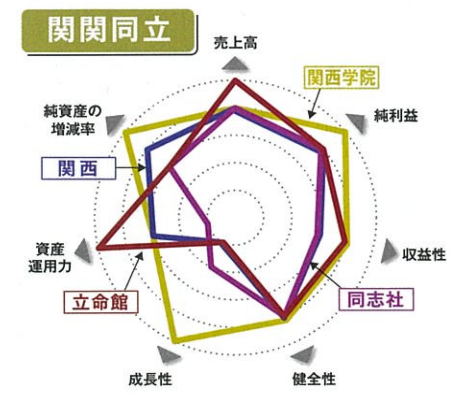 関関同立
売上高
関西学院
純資産の
増減率
純利益
関西
資産
運用力
収益性
立命館
同志社
成長性
健全性